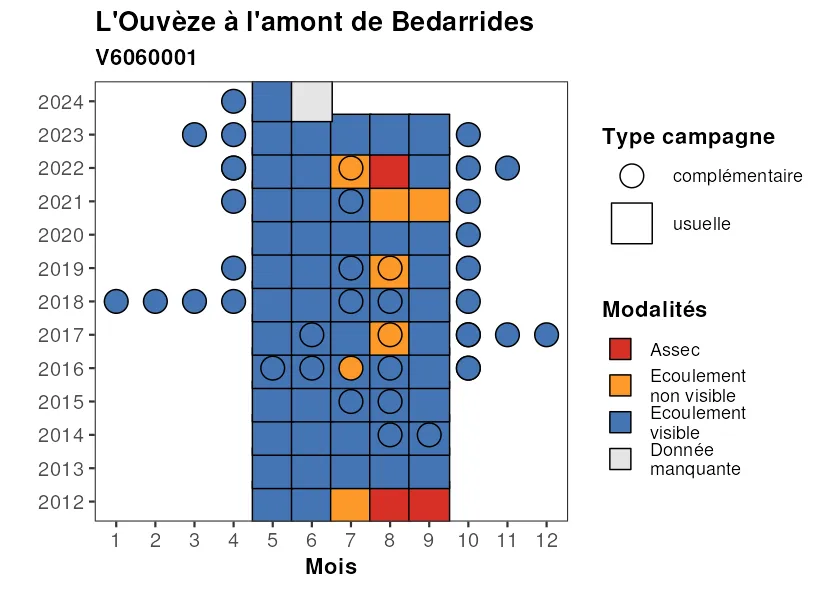 L'Ouvèze à l'amont de Bedarrides
V6060001
2024
2023
2022
2021
2020
2019
2018
2017
2016
2015
2014
2013
2012
1 2 3 4 5 6 7 8 9 10 11 12
Mois
Type campagne
complémentaire
usuelle
Modalités
Assec
Ecoulement
non visible
Ecoulement
visible
Donnée
manquante